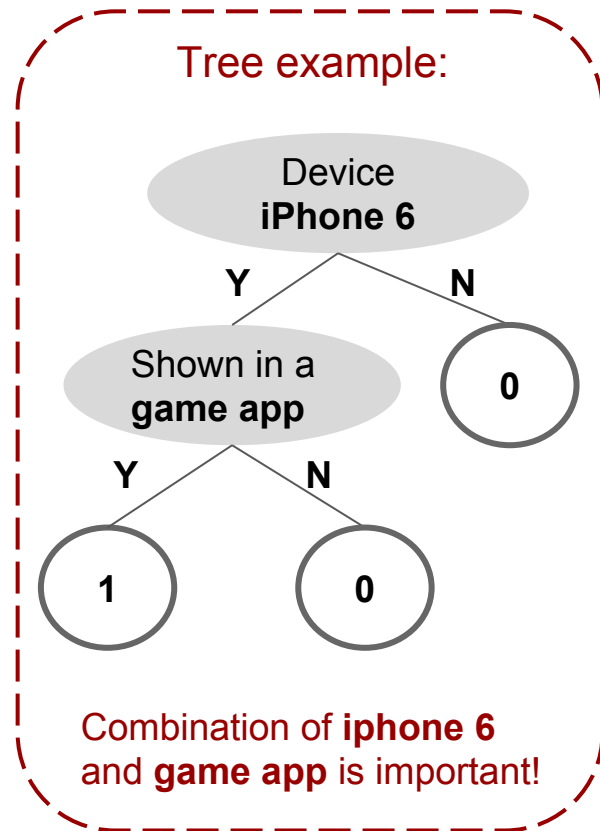 Tree example:
Device
iPhone 6
Y
N
Shown in a
game app
0
Y
N
1
0
Combination of iphone 6
and game app is important!